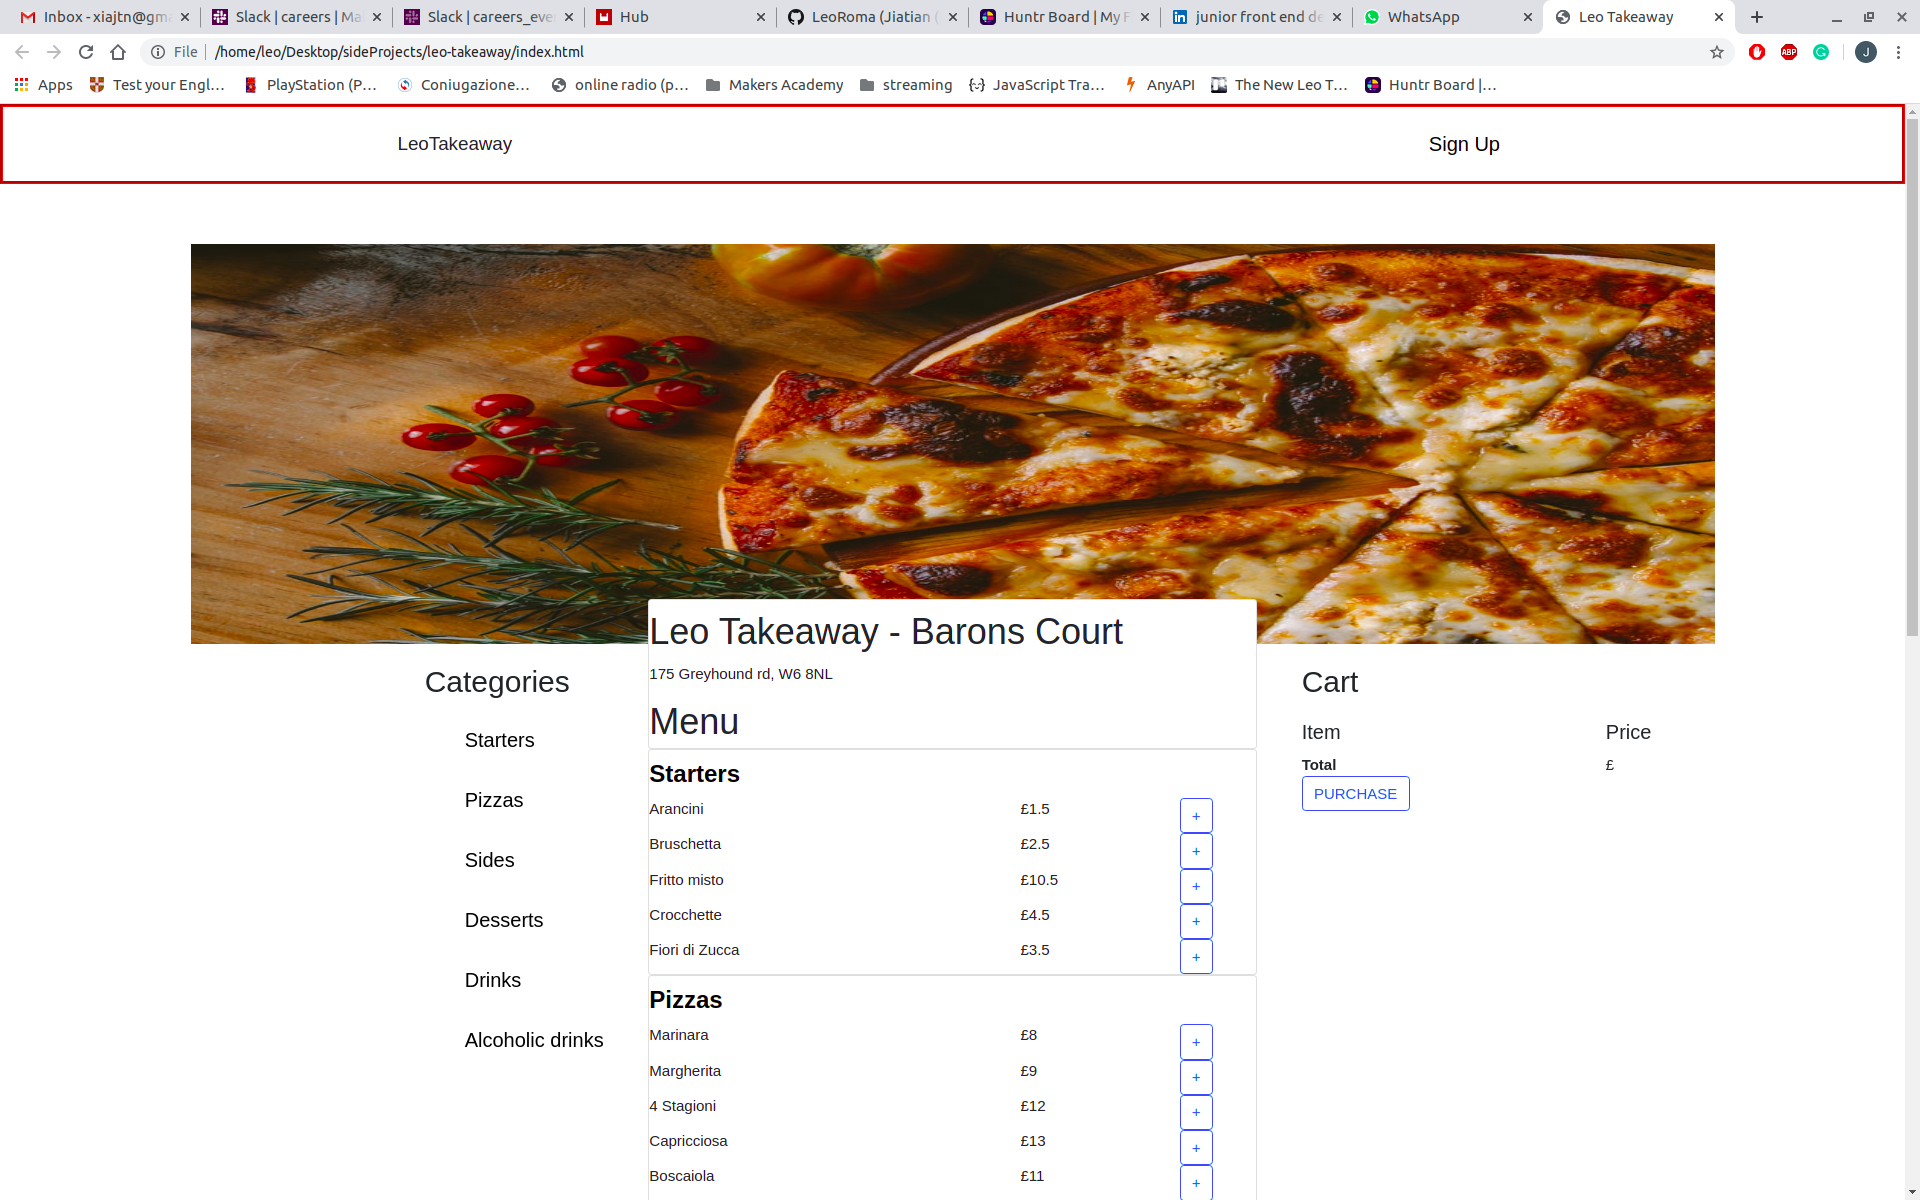 Inbox - xiajtn@gm
Slack | careers | Ma
Slack | careers_eve
Hub
LeoRoma (Jiatian
Huntr Board | My F
junior front end de
WhatsApp
Leo Takeaway
File /home/leo/Desktop/sideProjects/leo-takeaway/index.html
ABP
G
J
Apps
Test your Engl...
PlayStation (P...
Coniugazione...
online radio (p...
Makers Academy
streaming
JavaScript Tra...
AnyAPI
The New Leo T...
Huntr Board |...
LeoTakeaway
Sign Up
Leo Takeaway - Barons Court
175 Greyhound rd, W6 8NL
Menu
Categories
Starters
Pizzas
Sides
Desserts
Drinks
Alcoholic drinks
Starters
Arancini £1.5 +
Bruschetta £2.5 +
Fritto misto £10.5 +
Crocchette £4.5 +
Fiori di Zucca £3.5 +
Pizzas
Marinara £8 +
Margherita £9 +
4 Stagioni £12 +
Capricciosa £13 +
Boscaiola £11 +
Cart
Item Price
Total £
PURCHASE